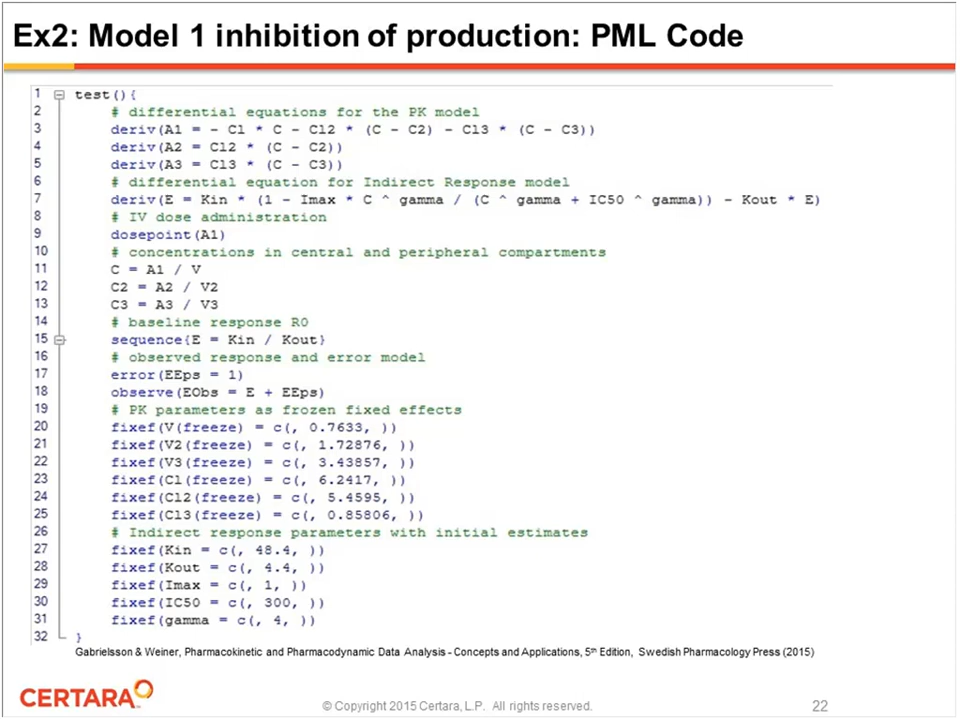 Ex2: Model 1 inhibition of production: PML Code
1 test(){
2 # differential equations for the PK model
3 deriv(A1 = - Cl * C - Cl2 * (C - C2) - Cl3 * (C - C3))
4 deriv(A2 = Cl2 * (C - C2))
5 deriv(A3 = Cl3 * (C - C3))
6 # differential equation for Indirect Response model
7 deriv(E = Kin * (1 - Imax * C ^ gamma / (C ^ gamma + IC50 ^ gamma)) - Kout * E)
8 # IV dose administration
9 dosepoint(A1)
10 # concentrations in central and peripheral compartments
11 C = A1 / V
12 C2 = A2 / V2
13 C3 = A3 / V3
14 # baseline response R0
15 sequence{E = Kin / Kout}
16 # observed response and error model
17 error(EEps = 1)
18 observe(EObs = E + EEps)
19 # PK parameters as frozen fixed effects
20 fixef(V(freeze) = c(, 0.7633, ))
21 fixef(V2(freeze) = c(, 1.72876, ))
22 fixef(V3(freeze) = c(, 3.43857, ))
23 fixef(Cl(freeze) = c(, 6.2417, ))
24 fixef(Cl2(freeze) = c(, 5.4595, ))
25 fixef(Cl3(freeze) = c(, 0.85806, ))
26 # Indirect response parameters with initial estimates
27 fixef(Kin = c(, 48.4, ))
28 fixef(Kout = c(, 4.4, ))
29 fixef(Imax = c(, 1, ))
30 fixef(IC50 = c(, 300, ))
31 fixef(gamma = c(, 4, ))
32 }
Gabrielsson & Weiner, Pharmacokinetic and Pharmacodynamic Data Analysis - Concepts and Applications, 5th Edition, Swedish Pharmacology Press (2015)
CERTARA
© Copyright 2015 Certara, L.P. All rights reserved.
22